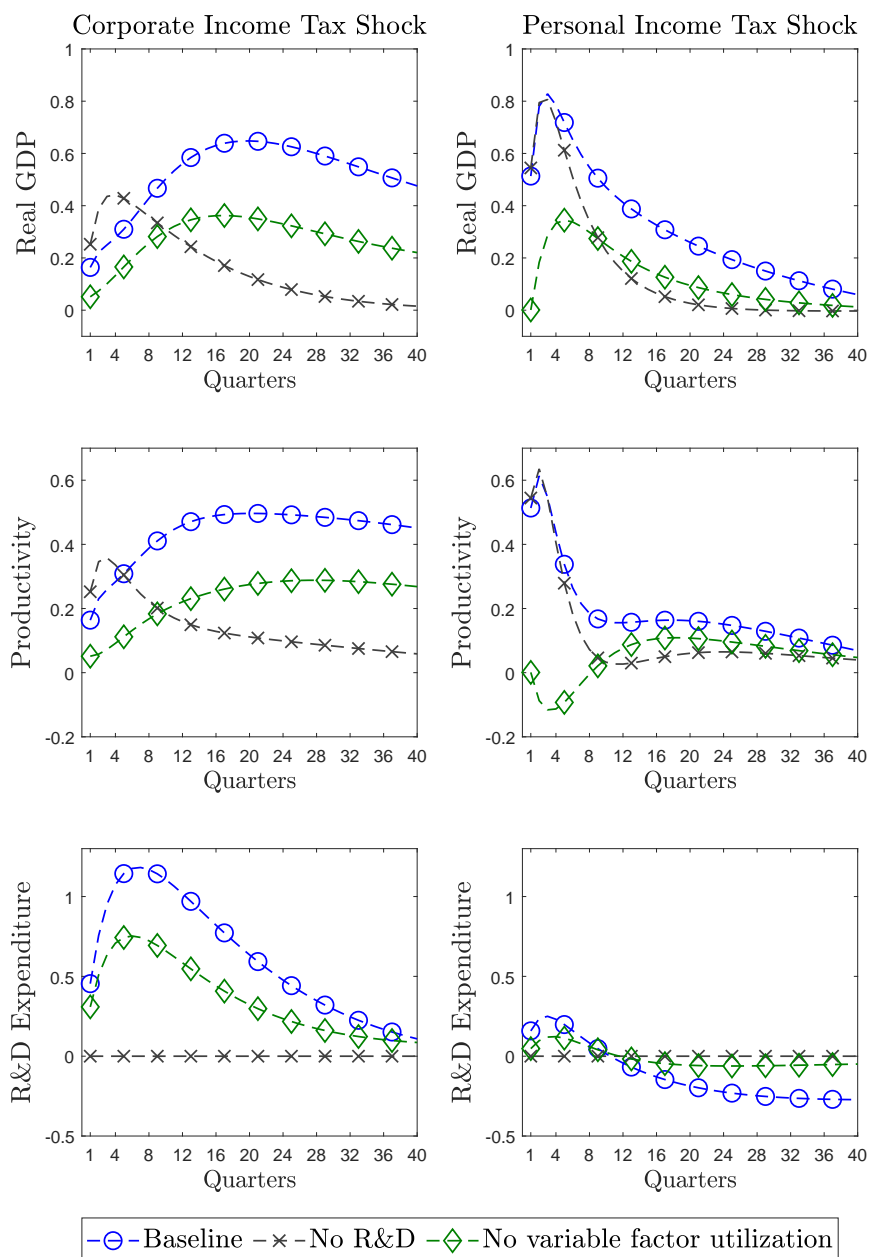 Corporate Income Tax Shock
Personal Income Tax Shock
1
0.8
0.6
0.4
0.2
0
Real GDP
1 4 8 12 16 20 24 28 32 36 40
Quarters
1
0.8
0.6
0.4
0.2
0
Real GDP
1 4 8 12 16 20 24 28 32 36 40
Quarters
0.6
0.4
0.2
0
-0.2
Productivity
1 4 8 12 16 20 24 28 32 36 40
Quarters
0.6
0.4
0.2
0
-0.2
Productivity
1 4 8 12 16 20 24 28 32 36 40
Quarters
1
0.5
0
-0.5
R&D Expenditure
1 4 8 12 16 20 24 28 32 36 40
Quarters
1
0.5
0
-0.5
R&D Expenditure
1 4 8 12 16 20 24 28 32 36 40
Quarters
Baseline No R&D No variable factor utilization